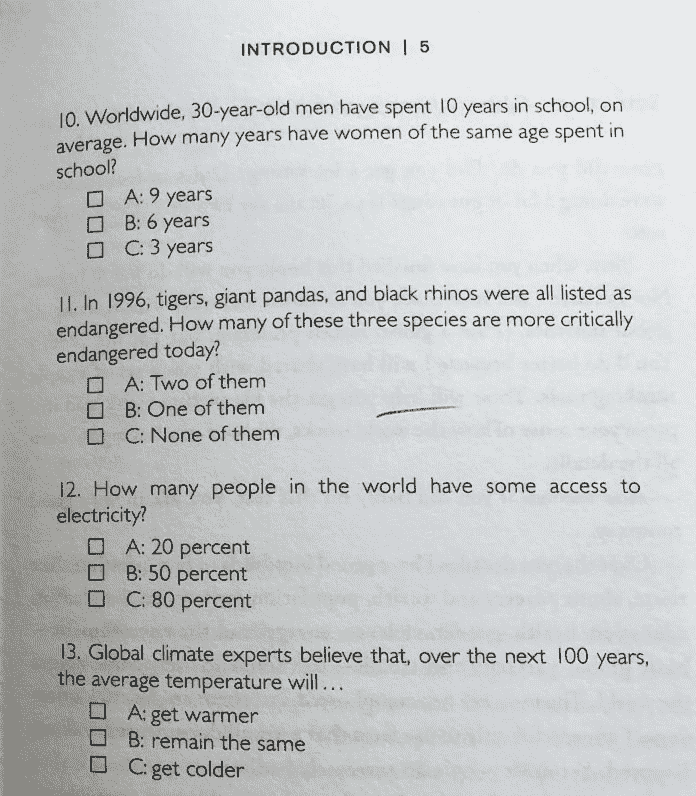 INTRODUCTION | 5
10. Worldwide, 30-year-old men have spent 10 years in school, on
average. How many years have women of the same age spent in
school?
☐ A: 9 years
☐ B: 6 years
☐ C: 3 years
11. In 1996, tigers, giant pandas, and black rhinos were all listed as
endangered. How many of these three species are more critically
endangered today?
☐ A: Two of them
☐ B: One of them
☐ C: None of them
12. How many people in the world have some access to
electricity?
☐ A: 20 percent
☐ B: 50 percent
☐ C: 80 percent
13. Global climate experts believe that, over the next 100 years,
the average temperature will...
☐ A: get warmer
☐ B: remain the same
☐ C: get colder